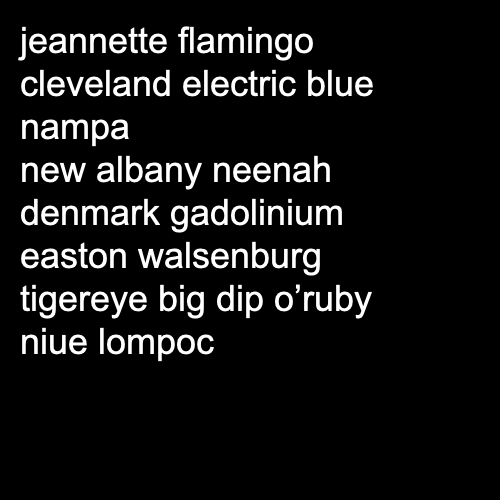 jeannette flamingo
cleveland electric blue
nampa
new albany neenah
denmark gadolinium
easton walsenburg
tigereye big dip o’ruby
niue lompoc